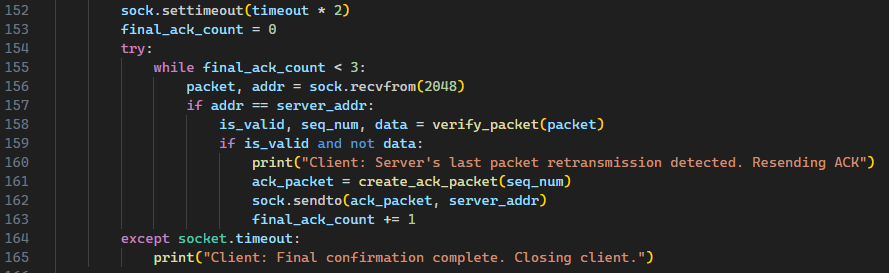 152 sock.settimeout(timeout * 2)
153 final_ack_count = 0
154 try:
155 while final_ack_count < 3:
156 packet, addr = sock.recvfrom(2048)
157 if addr == server_addr:
158 is_valid, seq_num, data = verify_packet(packet)
159 if is_valid and not data:
160 print("Client: Server's last packet retransmission detected. Resending ACK")
161 ack_packet = create_ack_packet(seq_num)
162 sock.sendto(ack_packet, server_addr)
163 final_ack_count += 1
164 except socket.timeout:
165 print("Client: Final confirmation complete. Closing client.")